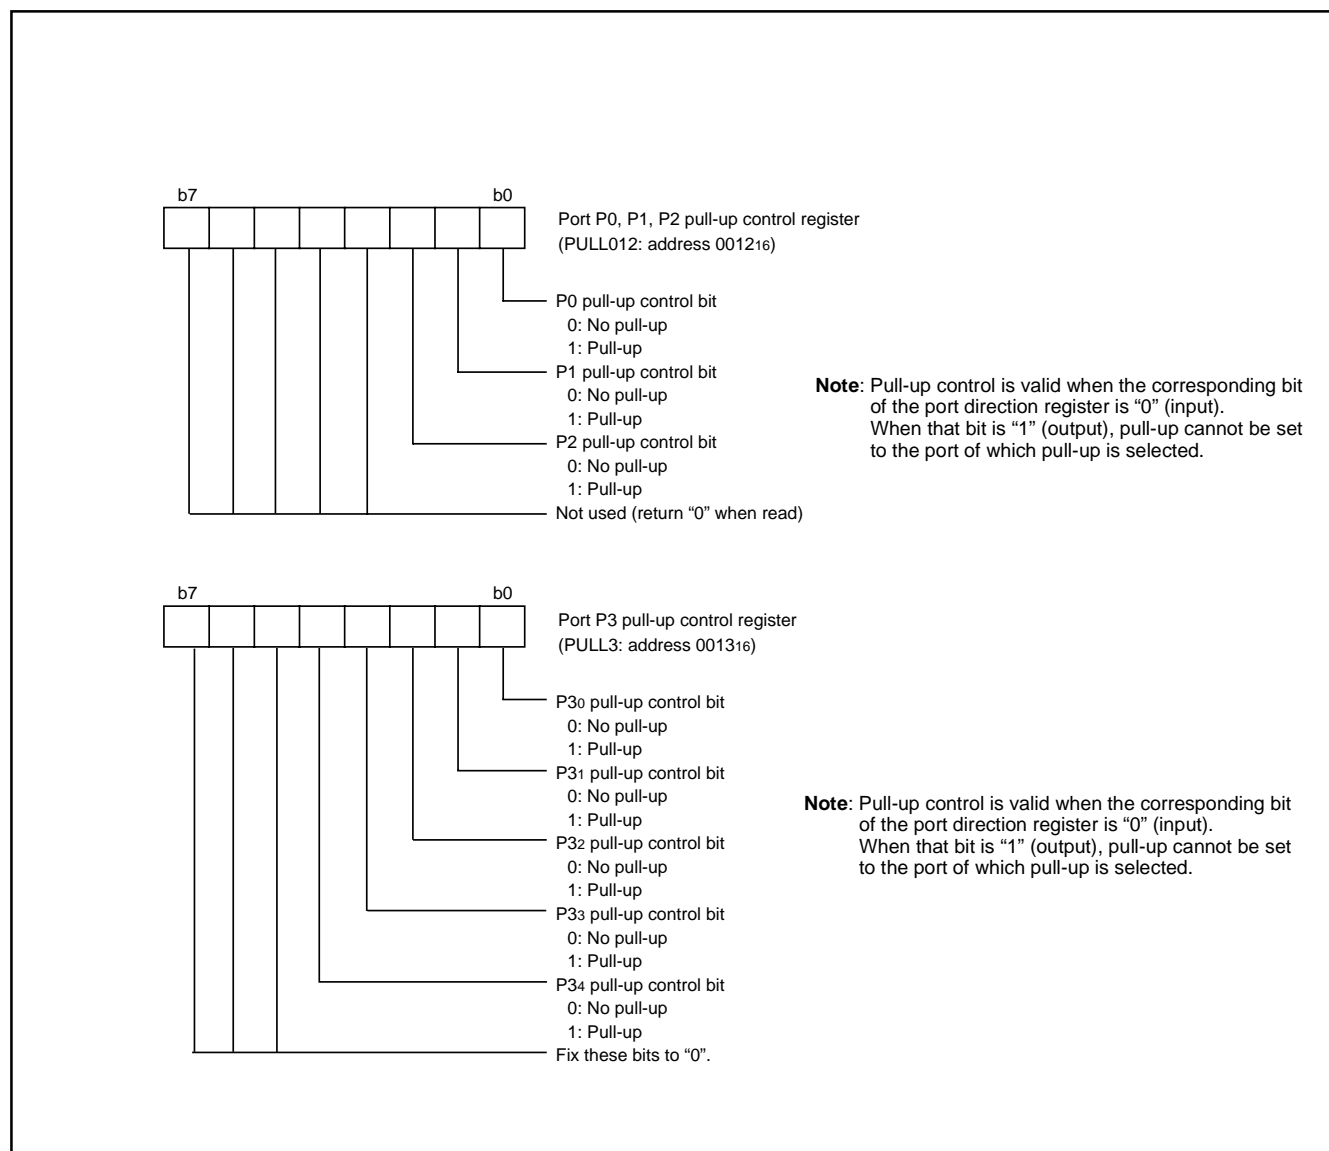 b7 b0
Port P0, P1, P2 pull-up control register
(PULL012: address 001216)
P0 pull-up control bit
0: No pull-up
1: Pull-up
P1 pull-up control bit
0: No pull-up
1: Pull-up
P2 pull-up control bit
0: No pull-up
1: Pull-up
Not used (return “0” when read)
Note: Pull-up control is valid when the corresponding bit
of the port direction register is “0” (input).
When that bit is “1” (output), pull-up cannot be set
to the port of which pull-up is selected.
b7 b0
Port P3 pull-up control register
(PULL3: address 001316)
P30 pull-up control bit
0: No pull-up
1: Pull-up
P31 pull-up control bit
0: No pull-up
1: Pull-up
P32 pull-up control bit
0: No pull-up
1: Pull-up
P33 pull-up control bit
0: No pull-up
1: Pull-up
P34 pull-up control bit
0: No pull-up
1: Pull-up
Fix these bits to “0”.
Note: Pull-up control is valid when the corresponding bit
of the port direction register is “0” (input).
When that bit is “1” (output), pull-up cannot be set
to the port of which pull-up is selected.